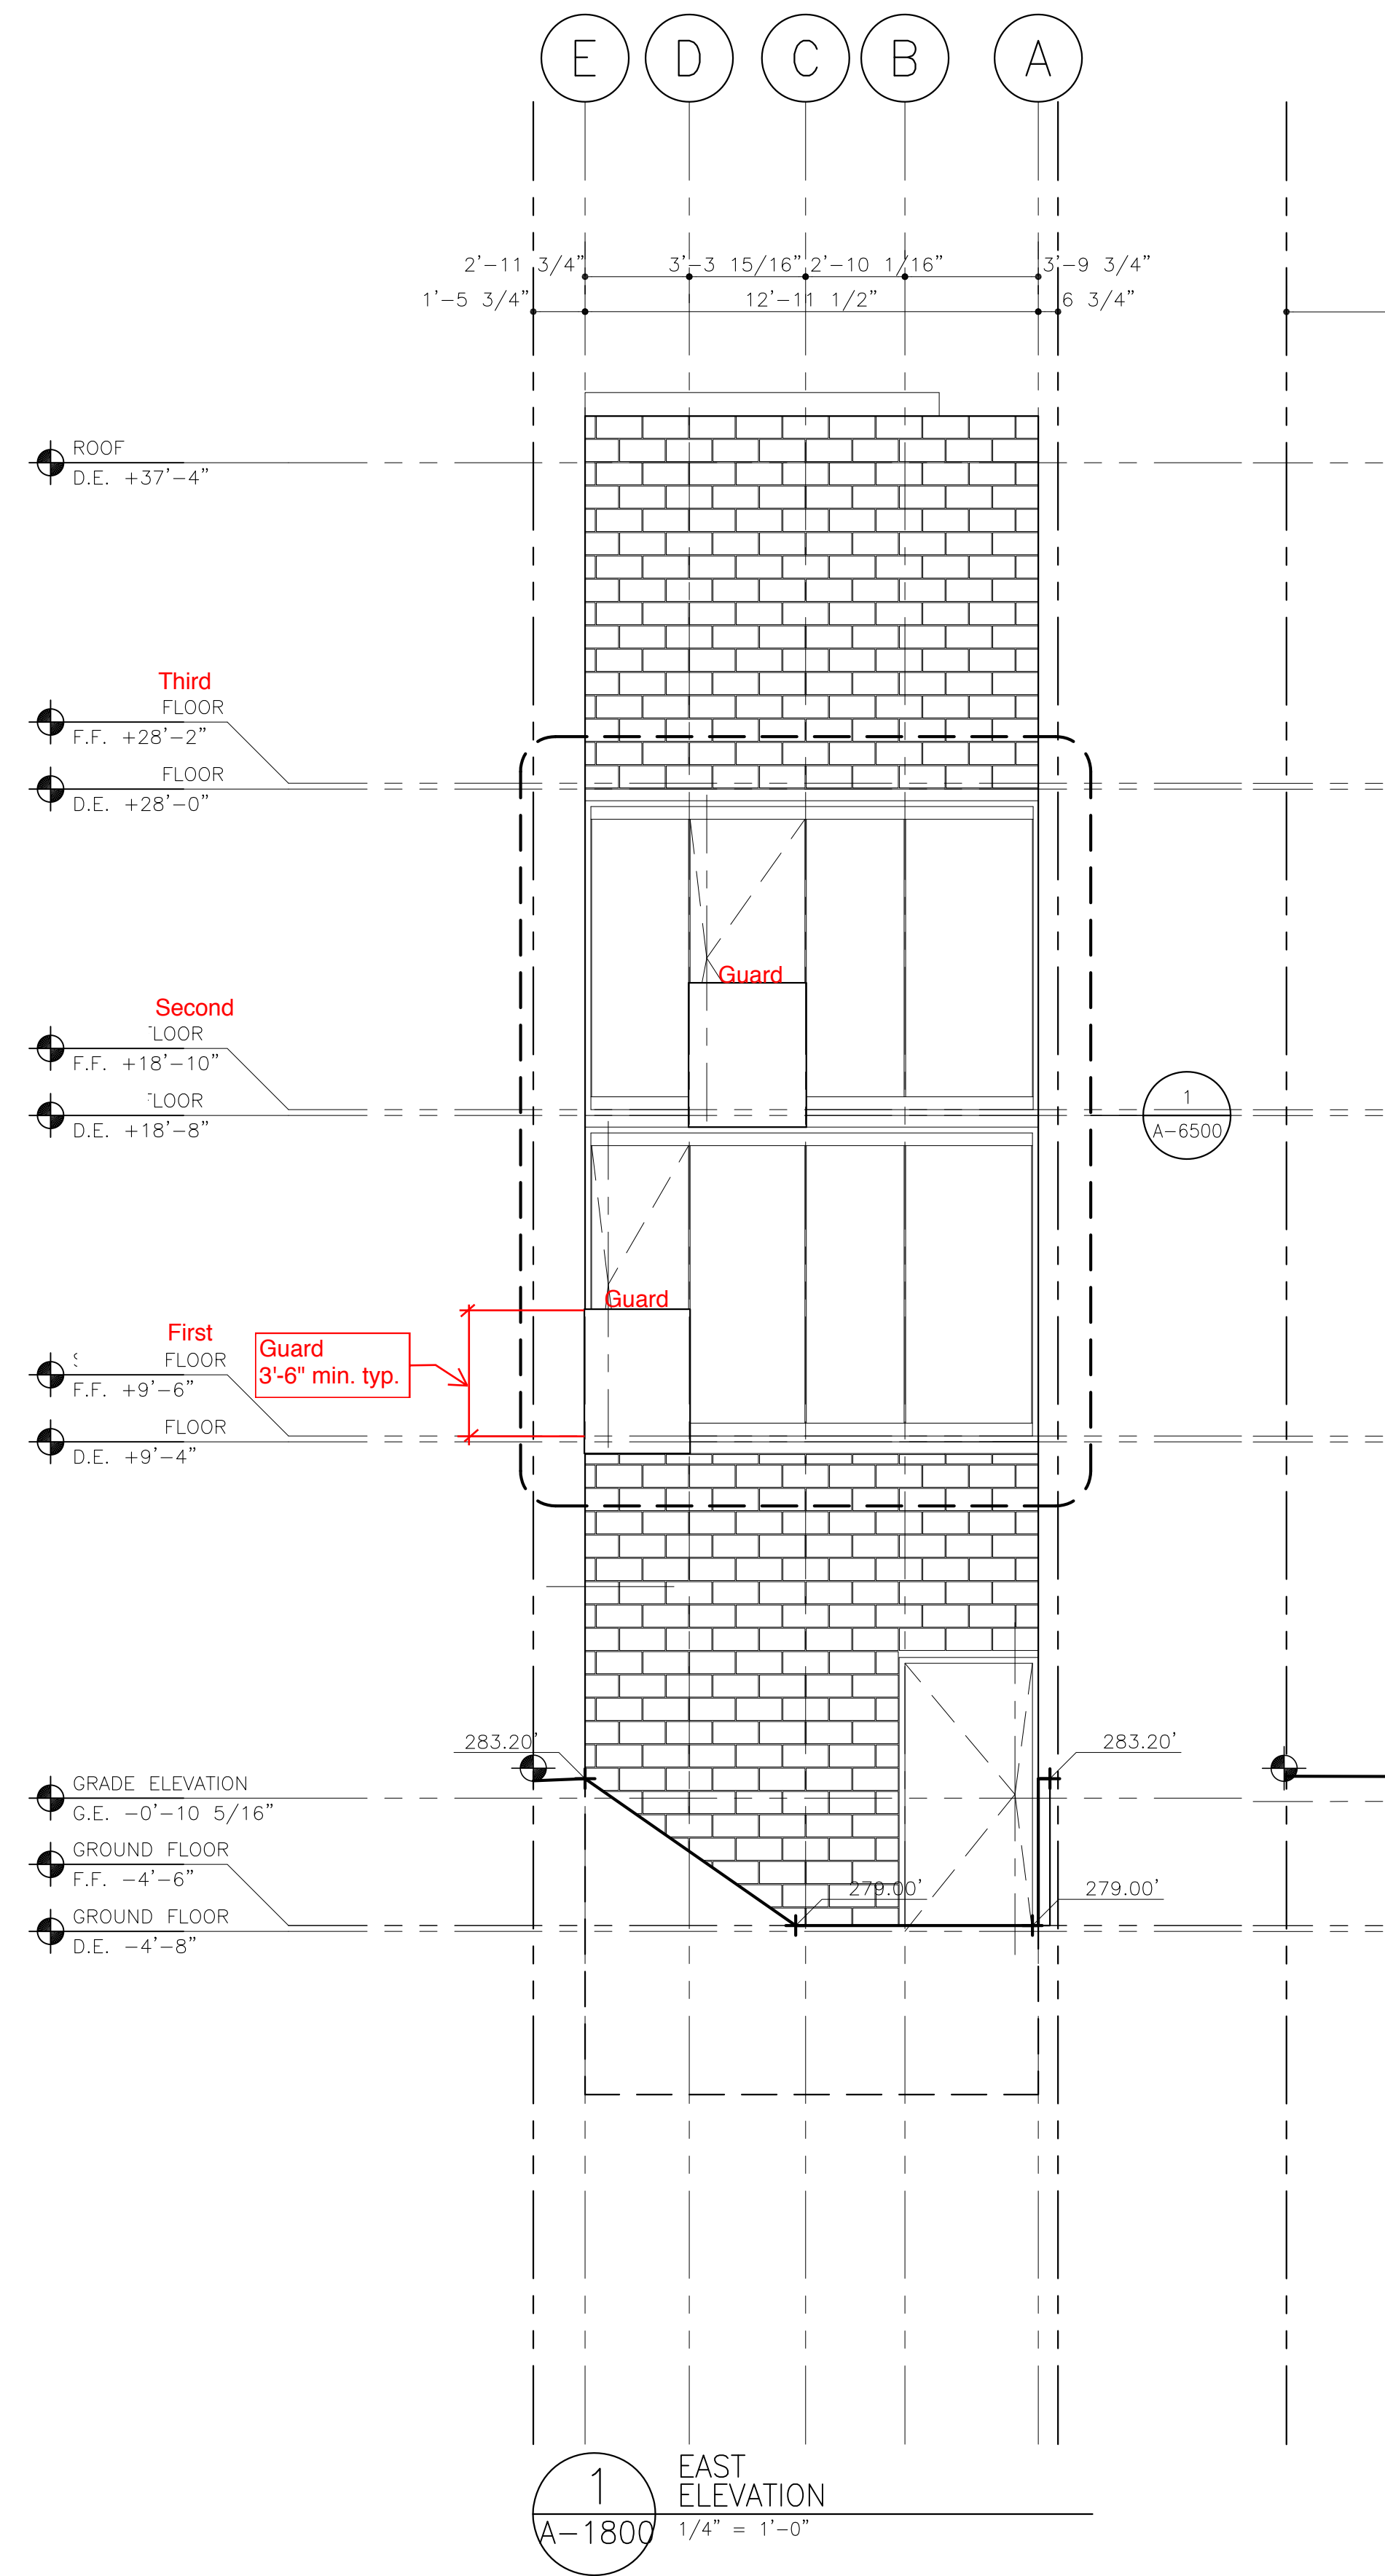 E D C B A
2'-11 3/4" 3'-3 15/16" 2'-10 1/16" 3'-9 3/4"
1'-5 3/4" 12'-11 1/2" 6 3/4"
ROOF
D.E. +37'-4"
Third
FLOOR
F.F. +28'-2"
FLOOR
D.E. +28'-0"
Guard
Second
LOOR
F.F. +18'-10"
LOOR
D.E. +18'-8"
1
A-6500
Guard
First
FLOOR
F.F. +9'-6"
Guard
3'-6" min. typ.
FLOOR
D.E. +9'-4"
283.20' 283.20'
GRADE ELEVATION
G.E. -0'-10 5/16"
GROUND FLOOR
F.F. -4'-6"
279.00' 279.00'
GROUND FLOOR
D.E. -4'-8"
1
A-1800
EAST
ELEVATION
1/4" = 1'-0"